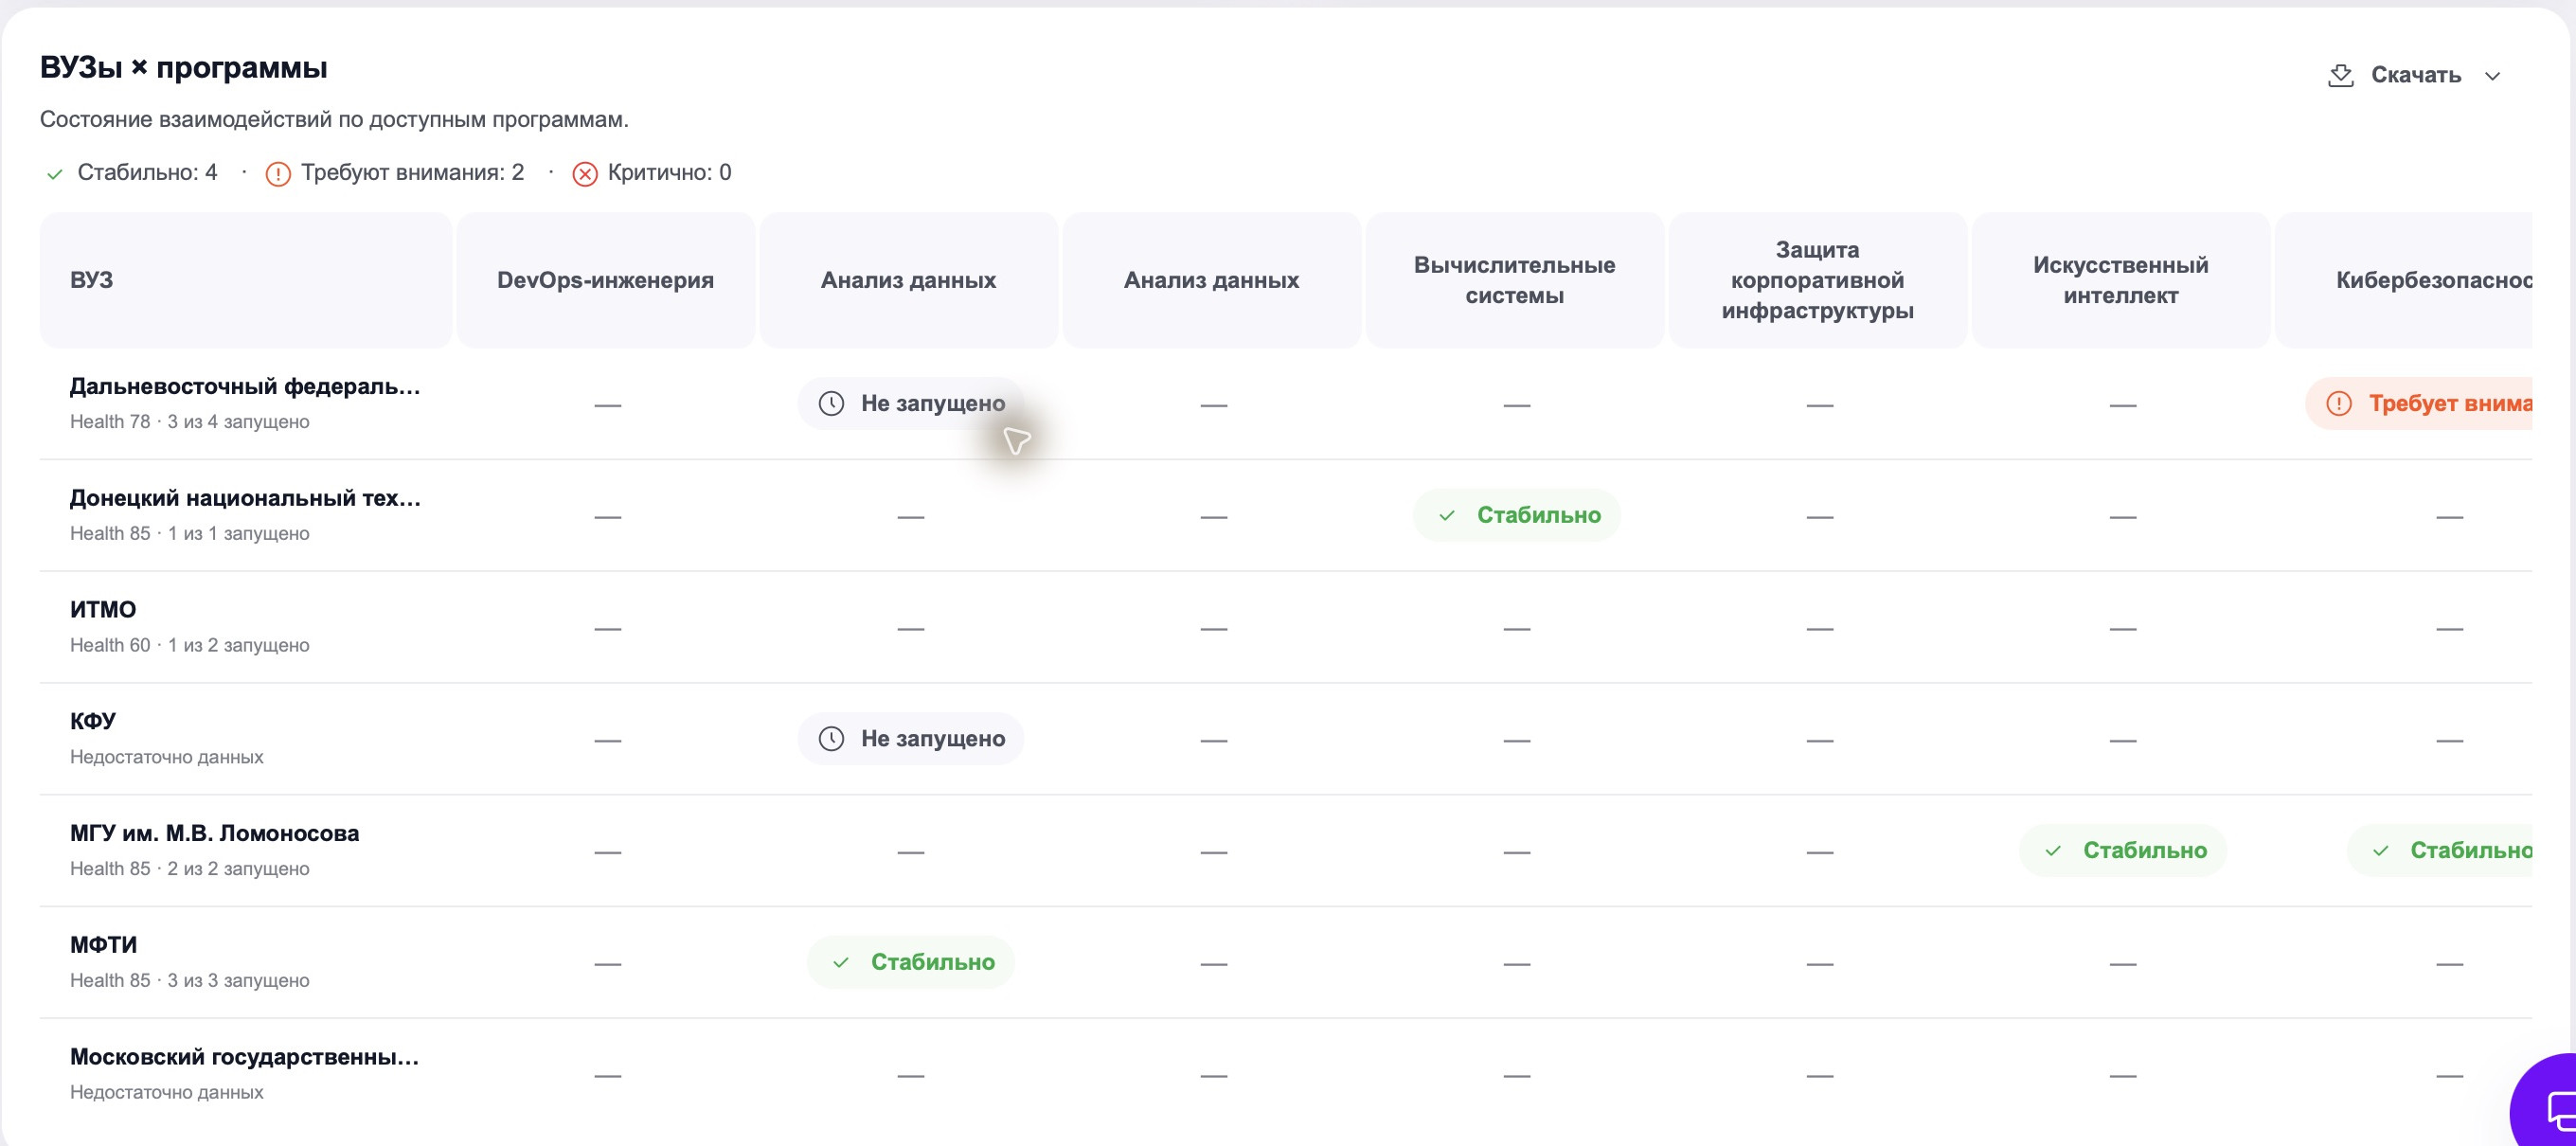 ВУЗы × программы
Скачать
Состояние взаимодействий по доступным программам.
Стабильно: 4 · Требуют внимания: 2 · Критично: 0
ВУЗ
DevOps-инженерия
Анализ данных
Анализ данных
Вычислительные
системы
Защита
корпоративной
инфраструктуры
Искусственный
интеллект
Кибербезопаснос
Дальневосточный федераль...
Health 78 · 3 из 4 запущено
— Не запущено — — — — Требует внима
Донецкий национальный тех...
Health 85 · 1 из 1 запущено
— — — Стабильно — — —
ИТМО
Health 60 · 1 из 2 запущено
— — — — — — —
КФУ
Недостаточно данных
— Не запущено — — — — —
МГУ им. М.В. Ломоносова
Health 85 · 2 из 2 запущено
— — — — — Стабильно Стабильно
МФТИ
Health 85 · 3 из 3 запущено
— Стабильно — — — — —
Московский государственны...
Недостаточно данных
— — — — — — —